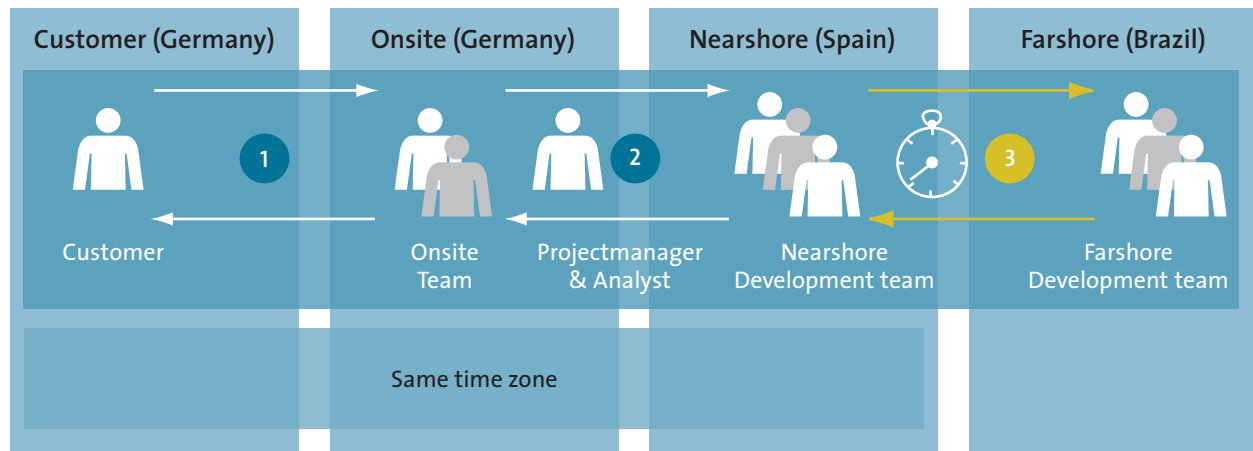 Customer (Germany)
Onsite (Germany)
Nearshore (Spain)
Farshore (Brazil)
1
2
3
Customer
Onsite
Team
Projectmanager
& Analyst
Nearshore
Development team
Farshore
Development team
Same time zone